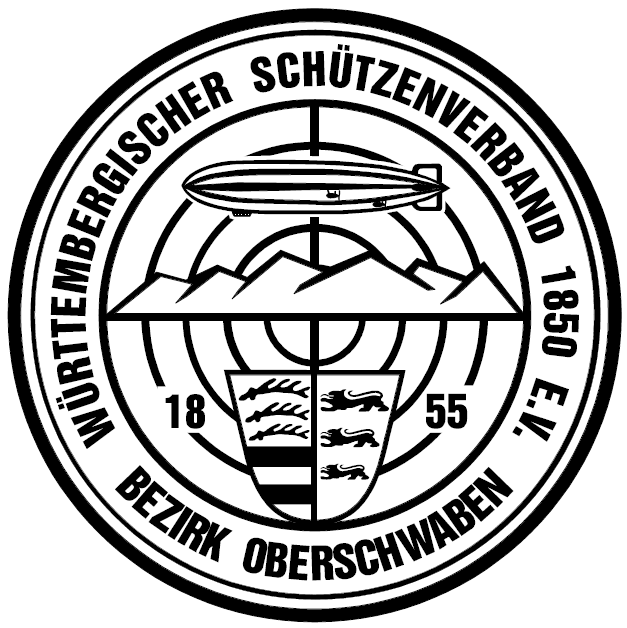 WÜRTTEMBERGISCHER SCHÜTZENVERBAND 1850 E.V.
18 55
BEZIRK OBERSCHWABEN